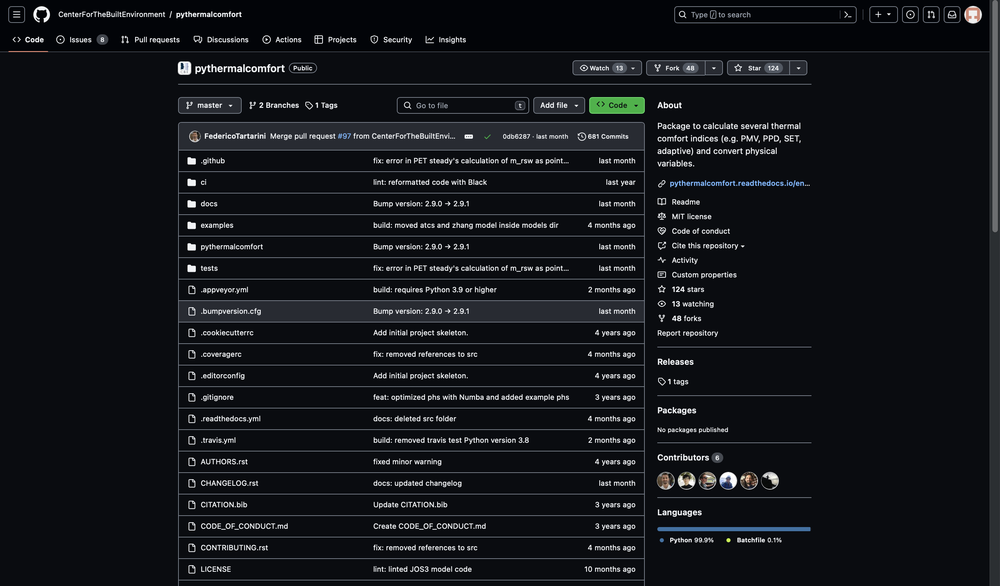 CenterForTheBuiltEnvironment / pythermalcomfort
Type / to search
Code
Issues 8
Pull requests
Discussions
Actions
Projects
Security
Insights
CBE
pythermalcomfort Public
Watch 13
Fork 48
Star 124
master
2 Branches
1 Tags
Go to file t
Add file
Code
FedericoTartarini Merge pull request #97 from CenterForTheBuiltEnvi... 0db6287 · last month 681 Commits
.github fix: error in PET steady's calculation of m_rsw as point... last month
ci lint: reformatted code with Black last year
docs Bump version: 2.9.0 → 2.9.1 last month
examples build: moved atcs and zhang model inside models dir 4 months ago
pythermalcomfort Bump version: 2.9.0 → 2.9.1 last month
tests fix: error in PET steady's calculation of m_rsw as point... last month
.appveyor.yml build: requires Python 3.9 or higher 2 months ago
.bumpversion.cfg Bump version: 2.9.0 → 2.9.1 last month
.cookiecutterrc Add initial project skeleton. 4 years ago
.coveragerc fix: removed references to src 4 months ago
.editorconfig Add initial project skeleton. 4 years ago
.gitignore feat: optimized phs with Numba and added example phs 3 years ago
.readthedocs.yml docs: deleted src folder 4 months ago
.travis.yml build: removed travis test Python version 3.8 2 months ago
AUTHORS.rst fixed minor warning 4 years ago
CHANGELOG.rst docs: updated changelog last month
CITATION.bib Update CITATION.bib 3 years ago
CODE_OF_CONDUCT.md Create CODE_OF_CONDUCT.md 3 years ago
CONTRIBUTING.rst fix: removed references to src 4 months ago
LICENSE lint: linted JOS3 model code 10 months ago
About
Package to calculate several thermal
comfort indices (e.g. PMV, PPD, SET,
adaptive) and convert physical
variables.
pythermalcomfort.readthedocs.io/en...
Readme
MIT license
Code of conduct
Cite this repository
Activity
Custom properties
124 stars
13 watching
48 forks
Report repository
Releases
1 tags
Packages
No packages published
Contributors 6
Languages
Python 99.9%
Batchfile 0.1%